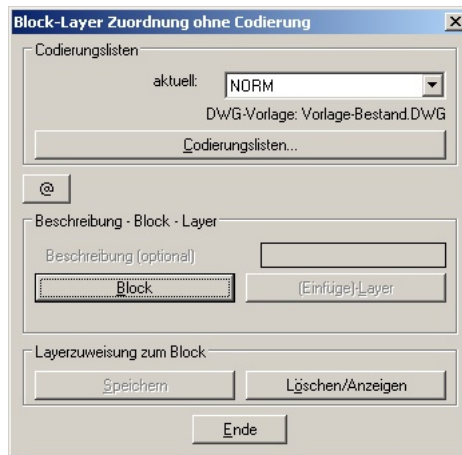 Block-Layer Zuordnung ohne Codierung
Codierungslisten
aktuell: NORM
DWG-Vorlage: Vorlage-Bestand.DWG
Codierungslisten...
@
Beschreibung - Block - Layer
Beschreibung (optional)
Block (Einfüge)-Layer
Layerzuweisung zum Block
Speichern Löschen/Anzeigen
Ende